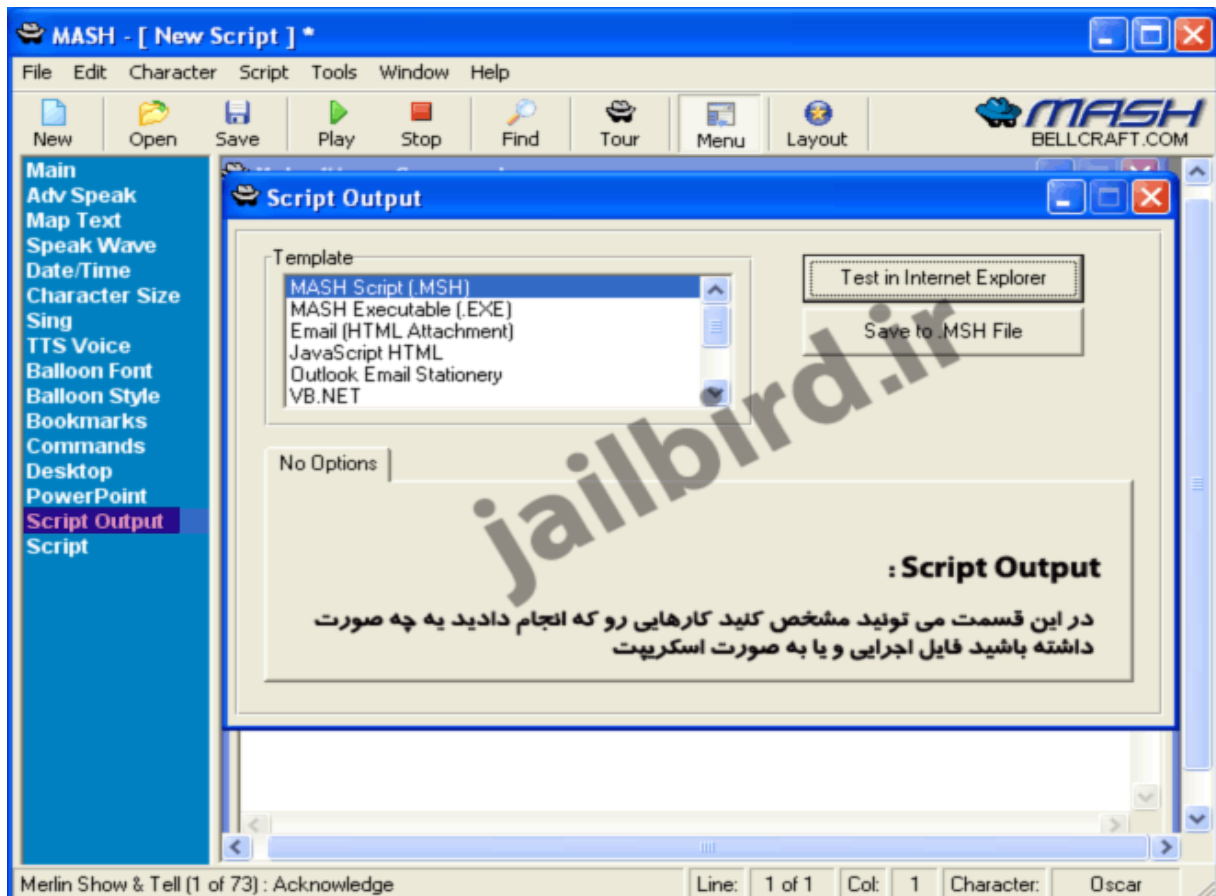 MASH - [ New Script ] *
File Edit Character Script Tools Window Help
New Open Save Play Stop Find Tour Menu Layout
MASH
BELLCRAFT.COM
Main
Adv Speak
Map Text
Speak Wave
Date/Time
Character Size
Sing
TTS Voice
Balloon Font
Balloon Style
Bookmarks
Commands
Desktop
PowerPoint
Script Output
Script
Script Output
Template
MASH Script (.MSH)
MASH Executable (.EXE)
Email (HTML Attachment)
JavaScript HTML
Outlook Email Stationery
VB.NET
Test in Internet Explorer
Save to .MSH File
No Options
jailbird.ir
Script Output :
در این قسمت می تونید مشخص کنید کارهایی رو که انجام دادید یه چه صورت
داشته باشید فایل اجرایی و یا به صورت اسکریپت
Merlin Show & Tell (1 of 73) : Acknowledge Line: 1 of 1 Col: 1 Character: Oscar